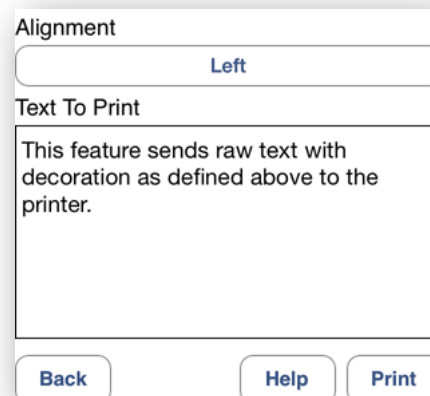 Alignment
Left
Text To Print
This feature sends raw text with
decoration as defined above to the
printer.
Back Help Print